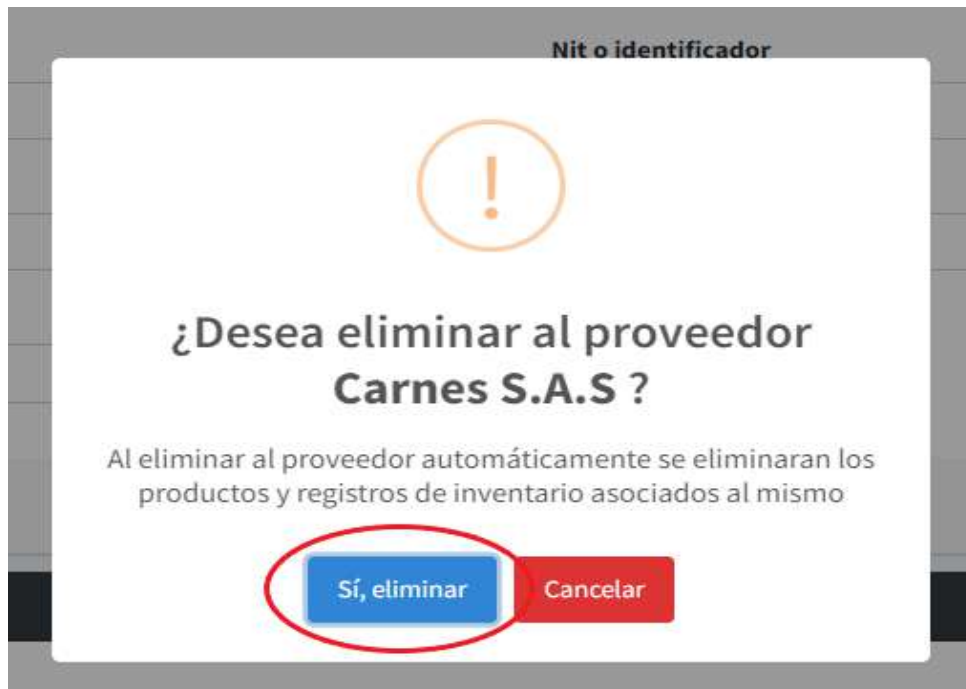 Nit o identificador
!
¿Desea eliminar al proveedor
Carnes S.A.S ?
Al eliminar al proveedor automáticamente se eliminaran los
productos y registros de inventario asociados al mismo
Sí, eliminar Cancelar